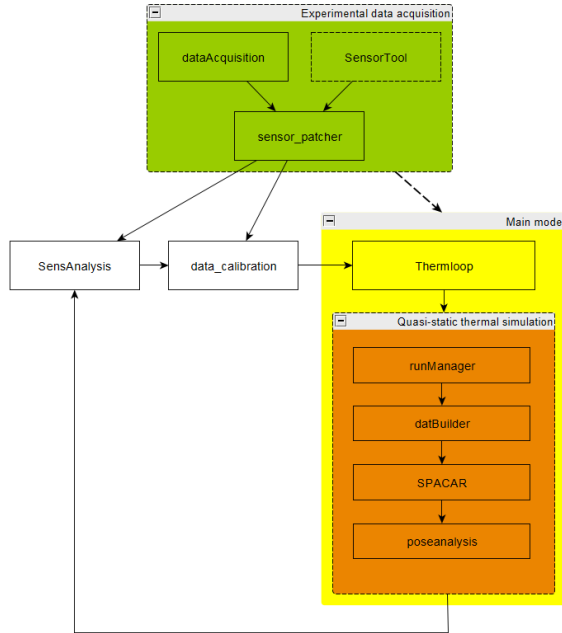 Experimental data acquisition
dataAcquisition
SensorTool
sensor_patcher
Main mode
SensAnalysis
data_calibration
Thermloop
Quasi-static thermal simulation
runManager
datBuilder
SPACAR
poseanalysis